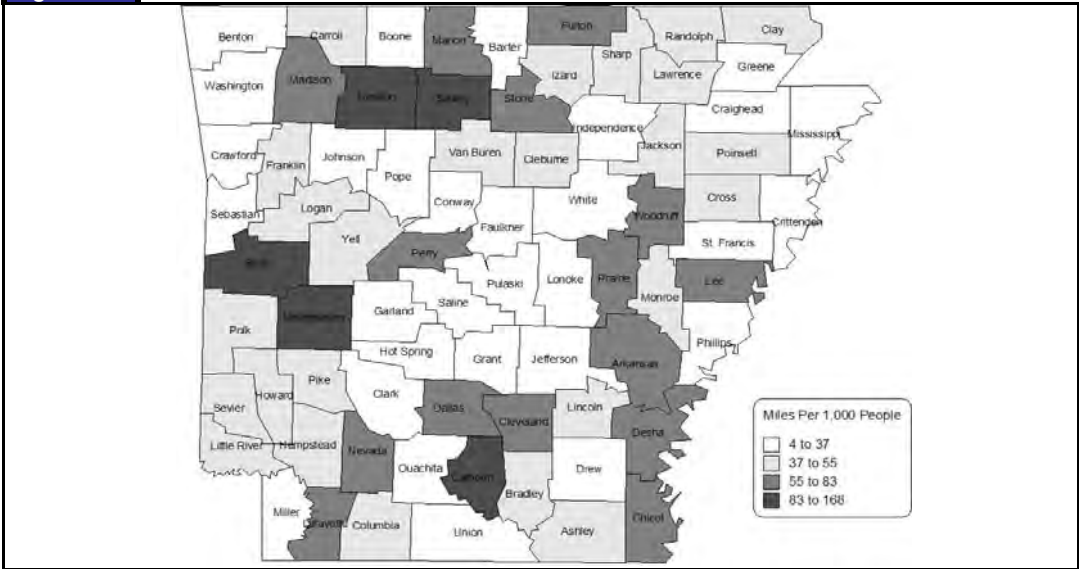 Benton
Carroll
Boone
Marion
Baxter
Fulton
Randolph
Clay
Sharp
Greene
Izard
Lawrence
Washington
Madison
Newton
Searcy
Stone
Craighead
Independence
Mississippi
Jackson
Crawford
Franklin
Johnson
Van Buren
Cleburne
Poinsett
Pope
Logan
Conway
White
Woodruff
Cross
Sebastian
Crittenden
Faulkner
Yell
St. Francis
Perry
Lonoke
Prairie
Lee
Pulaski
Monroe
Saline
Garland
Polk
Phillips
Hot Spring
Grant
Jefferson
Arkansas
Pike
Clark
Howard
Sevier
Dallas
Cleveland
Lincoln
Desha
Little River
Hempstead
Nevada
Ouachita
Calhoun
Drew
Bradley
Miller
Lafayette
Columbia
Union
Ashley
Chicot
Miles Per 1,000 People
4 to 37
37 to 55
55 to 83
83 to 168